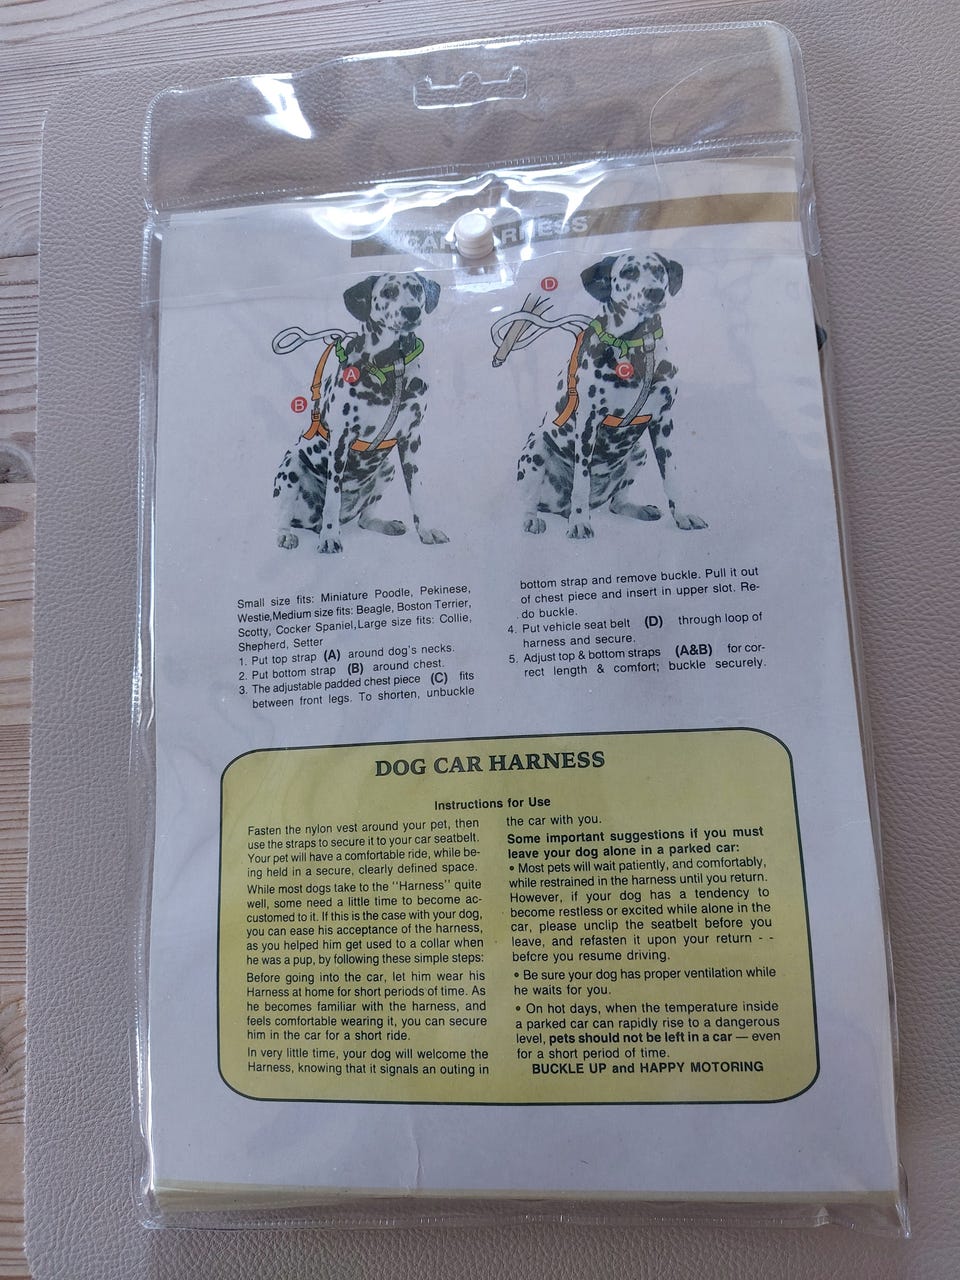 CAR HARNESS
D
A
C
B
Small size fits: Miniature Poodle, Pekinese,
Westie,Medium size fits: Beagle, Boston Terrier,
Scotty, Cocker Spaniel,Large size fits: Collie,
Shepherd, Setter
1. Put top strap (A) around dog's necks.
2. Put bottom strap (B) around chest.
3. The adjustable padded chest piece (C) fits
between front legs. To shorten, unbuckle
bottom strap and remove buckle. Pull it out
of chest piece and insert in upper slot. Re-
do buckle.
4. Put vehicle seat belt (D) through loop of
harness and secure.
5. Adjust top & bottom straps (A&B) for cor-
rect length & comfort; buckle securely.
DOG CAR HARNESS
Instructions for Use
Fasten the nylon vest around your pet, then
use the straps to secure it to your car seatbelt.
Your pet will have a comfortable ride, while be-
ing held in a secure, clearly defined space.
While most dogs take to the "Harness" quite
well, some need a little time to become ac-
customed to it. If this is the case with your dog,
you can ease his acceptance of the harness,
as you helped him get used to a collar when
he was a pup, by following these simple steps:
Before going into the car, let him wear his
Harness at home for short periods of time. As
he becomes familiar with the harness, and
feels comfortable wearing it, you can secure
him in the car for a short ride.
In very little time, your dog will welcome the
Harness, knowing that it signals an outing in
the car with you.
Some important suggestions if you must
leave your dog alone in a parked car:
• Most pets will wait patiently, and comfortably,
while restrained in the harness until you return.
However, if your dog has a tendency to
become restless or excited while alone in the
car, please unclip the seatbelt before you
leave, and refasten it upon your return - -
before you resume driving.
• Be sure your dog has proper ventilation while
he waits for you.
• On hot days, when the temperature inside
a parked car can rapidly rise to a dangerous
level, pets should not be left in a car — even
for a short period of time.
BUCKLE UP and HAPPY MOTORING